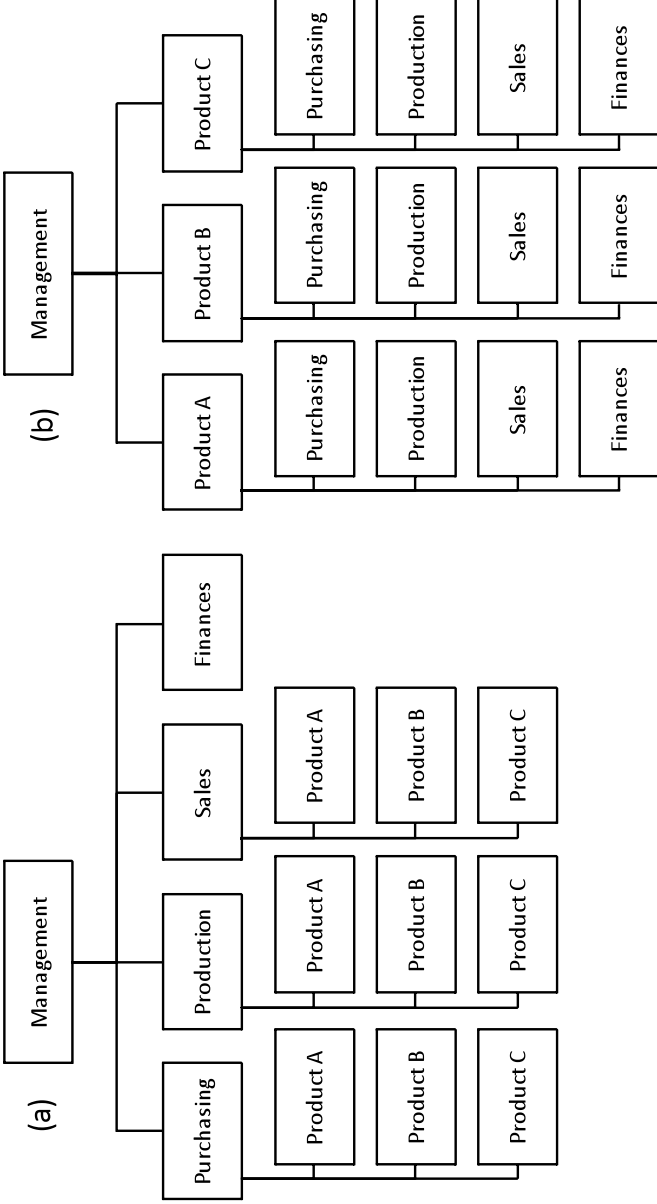 (a)
Management
Purchasing
Production
Sales
Finances
Product A
Product A
Product A
Product B
Product B
Product B
Product C
Product C
Product C
(b)
Management
Product A
Product B
Product C
Purchasing
Purchasing
Purchasing
Production
Production
Production
Sales
Sales
Sales
Finances
Finances
Finances